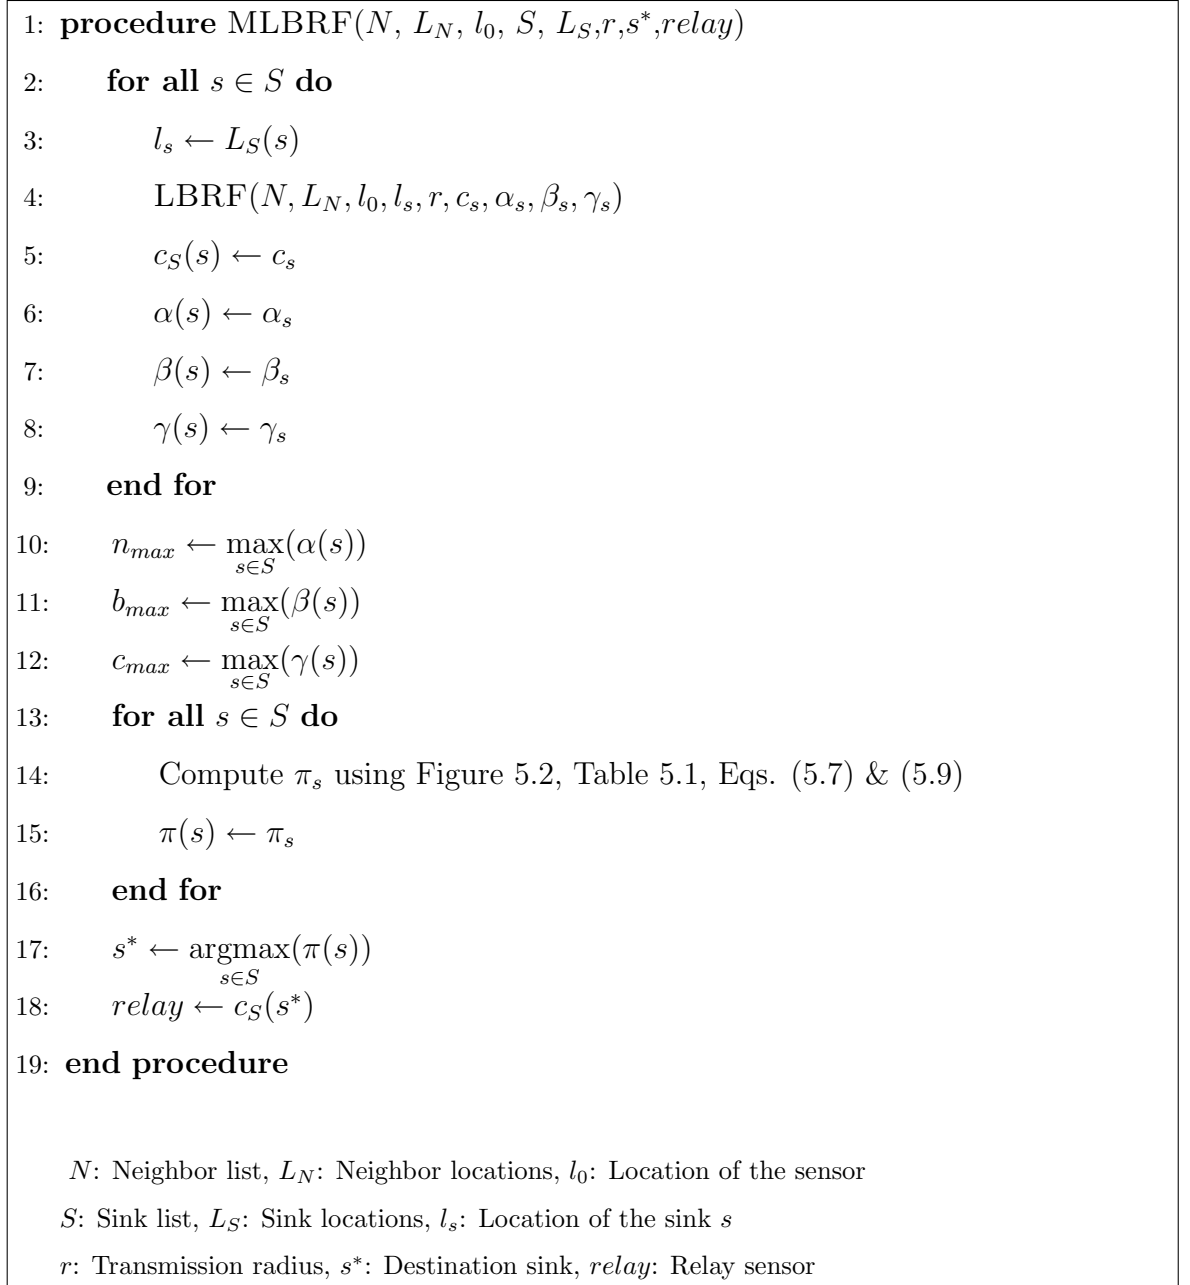 1: procedure MLBRF(N, L_N, l_0, S, L_S,r,s*,relay)
2: for all s ∈ S do
3: l_s ← L_S(s)
4: LBRF(N, L_N, l_0, l_s, r, c_s, α_s, β_s, γ_s)
5: c_S(s) ← c_s
6: α(s) ← α_s
7: β(s) ← β_s
8: γ(s) ← γ_s
9: end for
10: n_max ← max_{s∈S}(α(s))
11: b_max ← max_{s∈S}(β(s))
12: c_max ← max_{s∈S}(γ(s))
13: for all s ∈ S do
14: Compute π_s using Figure 5.2, Table 5.1, Eqs. (5.7) & (5.9)
15: π(s) ← π_s
16: end for
17: s* ← argmax_{s∈S}(π(s))
18: relay ← c_S(s*)
19: end procedure
N: Neighbor list, L_N: Neighbor locations, l_0: Location of the sensor
S: Sink list, L_S: Sink locations, l_s: Location of the sink s
r: Transmission radius, s*: Destination sink, relay: Relay sensor